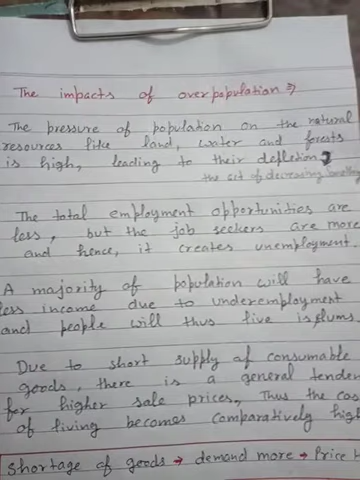 The impacts of overpopulation ⇒
The pressure of population on the natural
resources like land, water and forests
is high, leading to their depletion
the act of decreasing
The total employment opportunities are
less, but the job seekers are more
and hence, it creates unemployment.
A majority of population will have
less income due to underemployment
and people will thus live is slums.
Due to short supply of consumable
goods, there is a general tenden
for higher sale prices, Thus the cos
of living becomes comparatively high
Shortage of goods → demand more → Price H